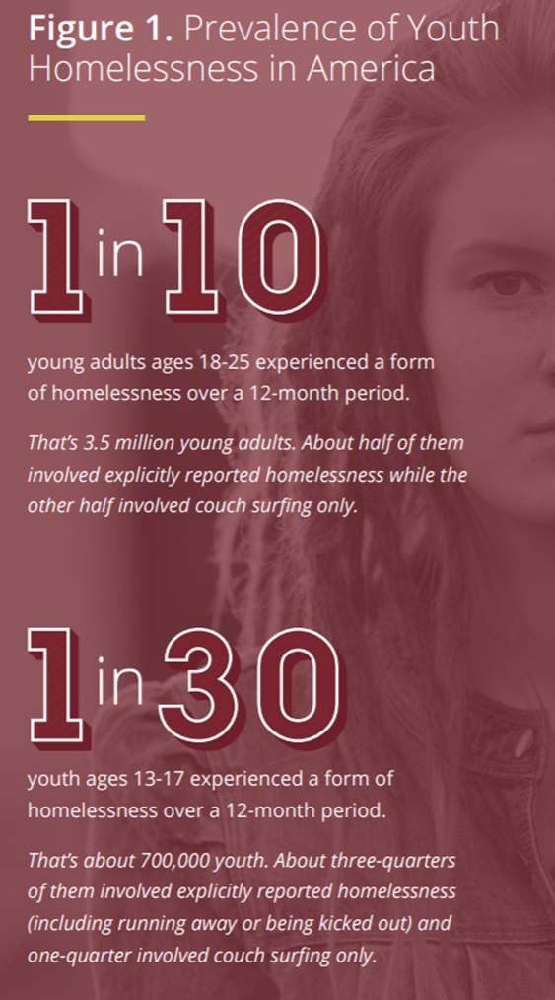 Figure 1. Prevalence of Youth
Homelessness in America
1 in 10
young adults ages 18-25 experienced a form
of homelessness over a 12-month period.
That's 3.5 million young adults. About half of them
involved explicitly reported homelessness while the
other half involved couch surfing only.
1 in 30
youth ages 13-17 experienced a form of
homelessness over a 12-month period.
That's about 700,000 youth. About three-quarters
of them involved explicitly reported homelessness
(including running away or being kicked out) and
one-quarter involved couch surfing only.